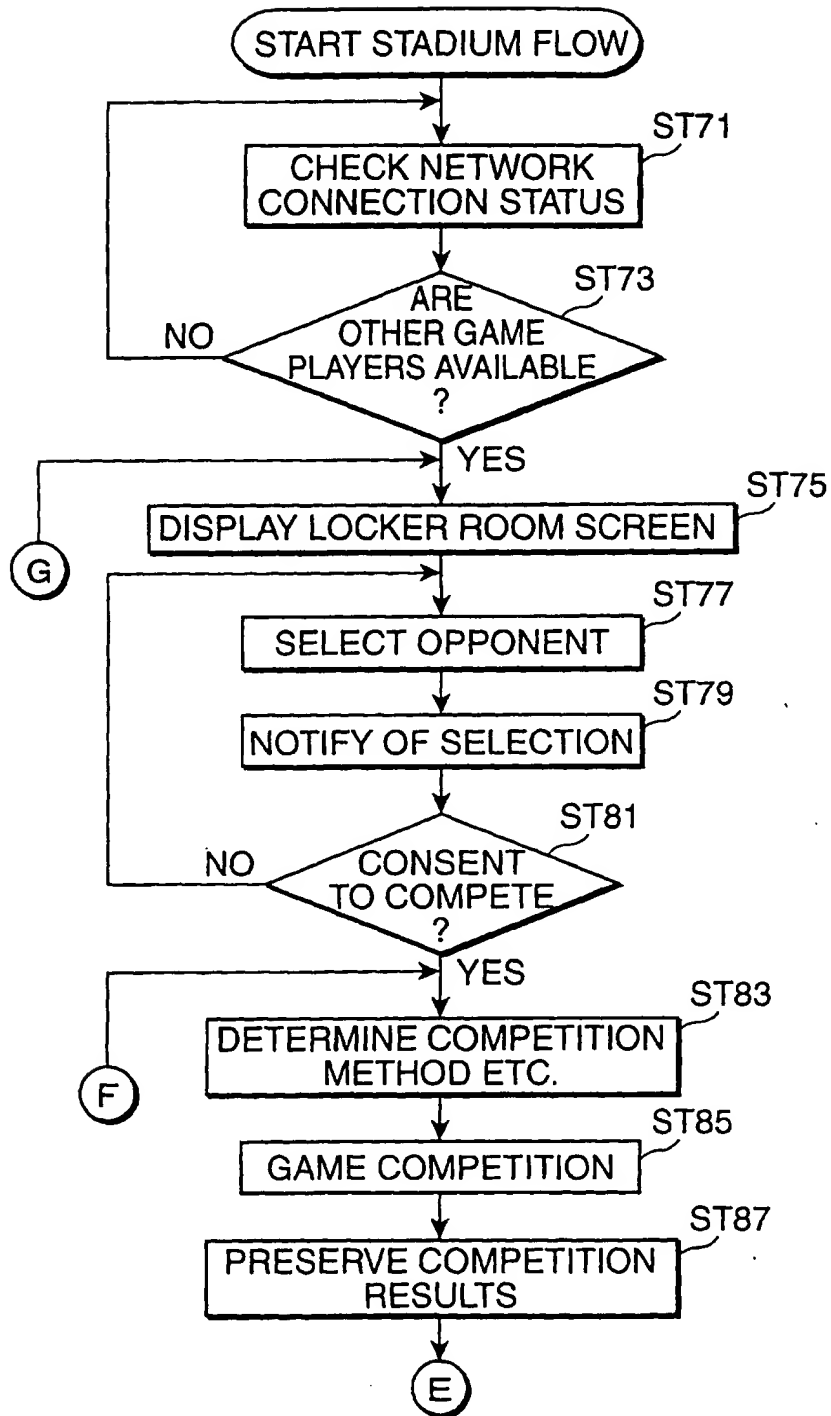 START STADIUM FLOW
ST71
CHECK NETWORK
CONNECTION STATUS
ST73
ARE
OTHER GAME
PLAYERS AVAILABLE
?
NO
YES
G
ST75
DISPLAY LOCKER ROOM SCREEN
ST77
SELECT OPPONENT
ST79
NOTIFY OF SELECTION
ST81
CONSENT
TO COMPETE
?
NO
YES
F
ST83
DETERMINE COMPETITION
METHOD ETC.
ST85
GAME COMPETITION
ST87
PRESERVE COMPETITION
RESULTS
E